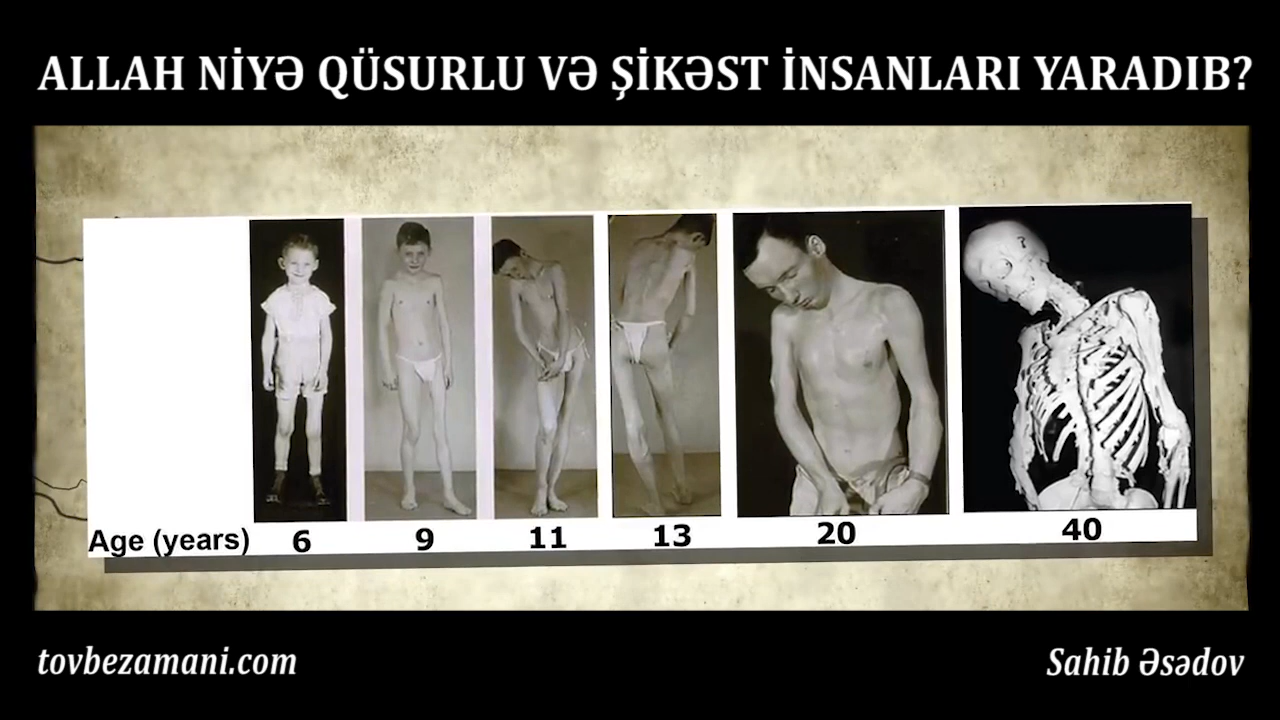 ALLAH NİYƏ QÜSURLU VƏ ŞİKƏST İNSANLARI YARADIB?
Age (years) 6 9 11 13 20 40
tovbezamani.com
Sahib Əsədov